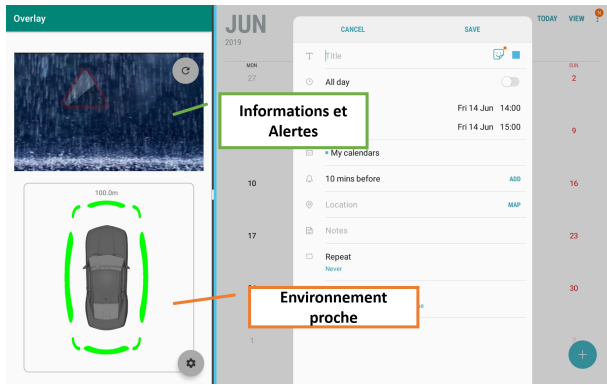 Overlay
100.0m
Informations et
Alertes
Environnement
proche
JUN
2019
TODAY
VIEW
N
MON
SUN
27
2
9
10
16
17
23
30
1
CANCEL
SAVE
Title
All day
Fri 14 Jun 14:00
Fri 14 Jun 15:00
My calendars
10 mins before
ADD
Location
MAP
Notes
Repeat
Never